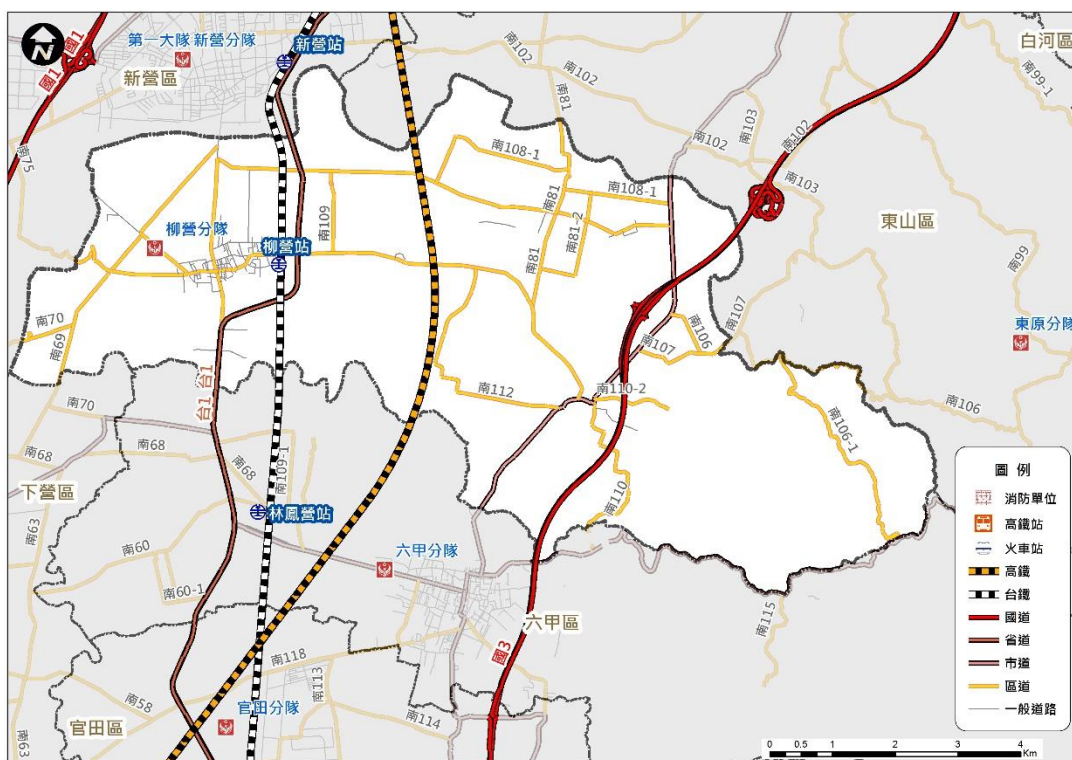 N
國1 國1
第一大隊 新營分隊
新營站
新營區
白河區
南102
南102
南99-1
南81
南103
南102
南102
南75
南108-1
南103
南108-1
南81
東山區
南109
南81-2
柳營分隊
柳營站
南81
南99
南107
東原分隊
南70
南69
南106
南107
南112
南110-2
南106
台1 台1
南70
南106-1
南68
南68
南68
南109-1
下營區
南110
林鳳營站
南63
南60
六甲分隊
南60-1
六甲區
南115
國3
南118
南113
南58
官田分隊
官田區
南114
南63
圖 例
消防單位
高鐵站
火車站
高鐵
台鐵
國道
省道
市道
區道
一般道路
0 0.5 1 2 3 4
Km